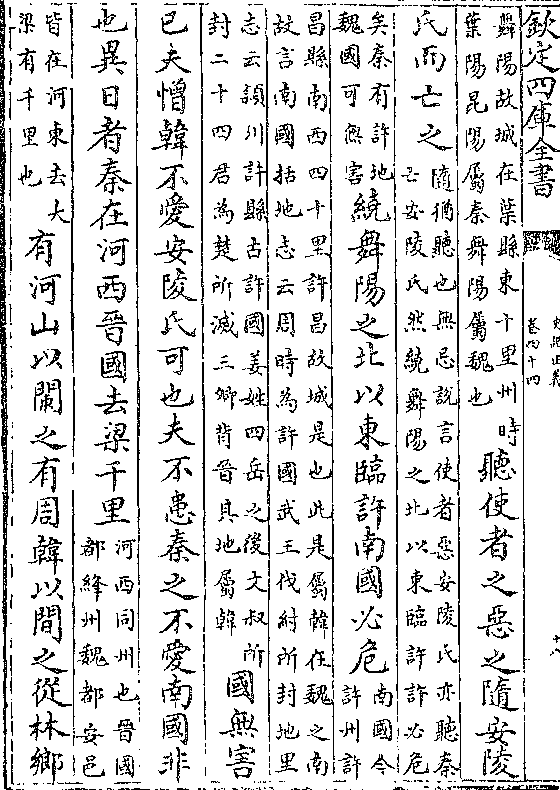 欽定四庫全書
史記正義
卷四十四
十八
舞陽故城在葉縣東十里州時
葉陽昆陽屬秦舞陽屬魏也
聽使者之惡之隨安陵
氏而亡之
隨猶聽也無忌說言使者惡安陵氏亦聽秦
亡安陵氏然繞舞陽之北以東臨許許必危
矣秦有許地
魏國可無害
繞舞陽之北以東臨許南國必危
南國今
許州許
昌縣南西四十里許昌故城是也此是屬韓在魏之南
故言南國括地志云周時為許國武王伐紂所封地里
志云潁川許縣古許國姜姓四岳之後文叔所
封二十四君為楚所滅三卿背晉其地屬韓
國無害
已夫憎韓不愛安陵氏可也夫不患秦之不愛南國非
也異日者秦在河西晉國去梁千里
河西同州也晉國
都絳州魏都安邑
皆在河東去大
梁有千里也
有河山以闌之有周韓以間之從林鄉